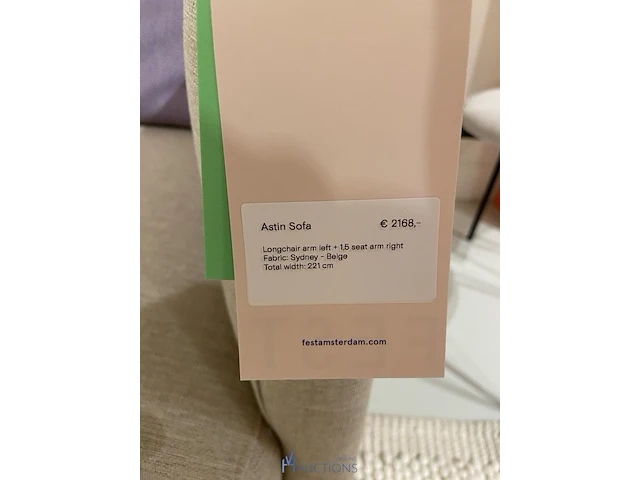 Astin Sofa € 2168,-
Longchair arm left + 1,5 seat arm right
Fabric: Sydney - Beige
Total width: 221 cm
festamsterdam.com
AUCTIONS